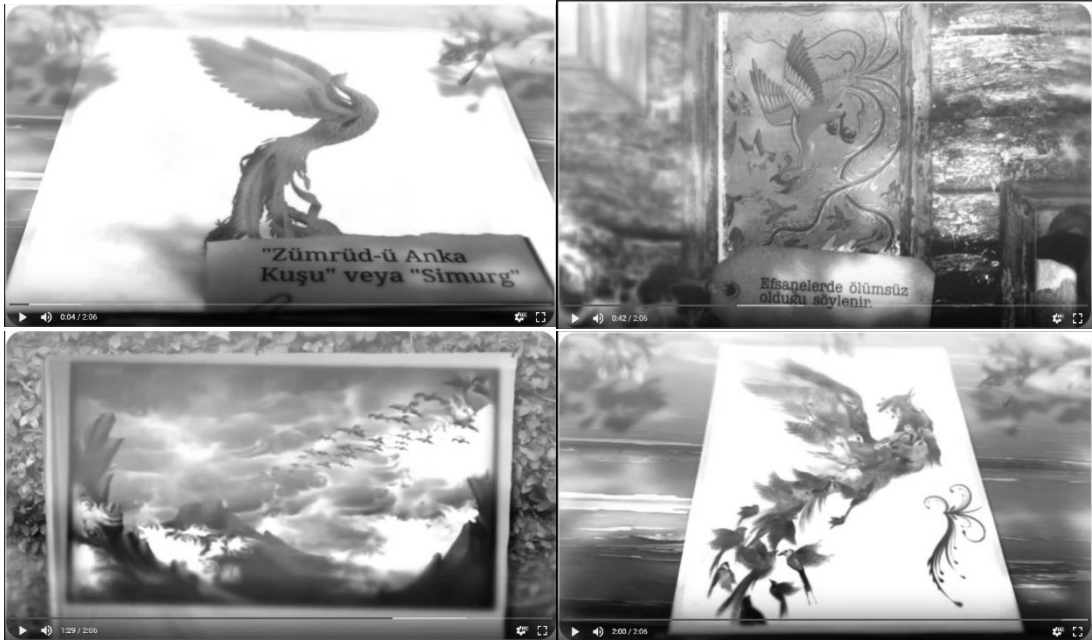 "Zümrüd-ü Anka
Kuşu" veya "Simurg"
0:04 / 2:06
Efsanelerde ölümsüz
olduğu söylenir.
0:42 / 2:06
1:29 / 2:06
2:00 / 2:06